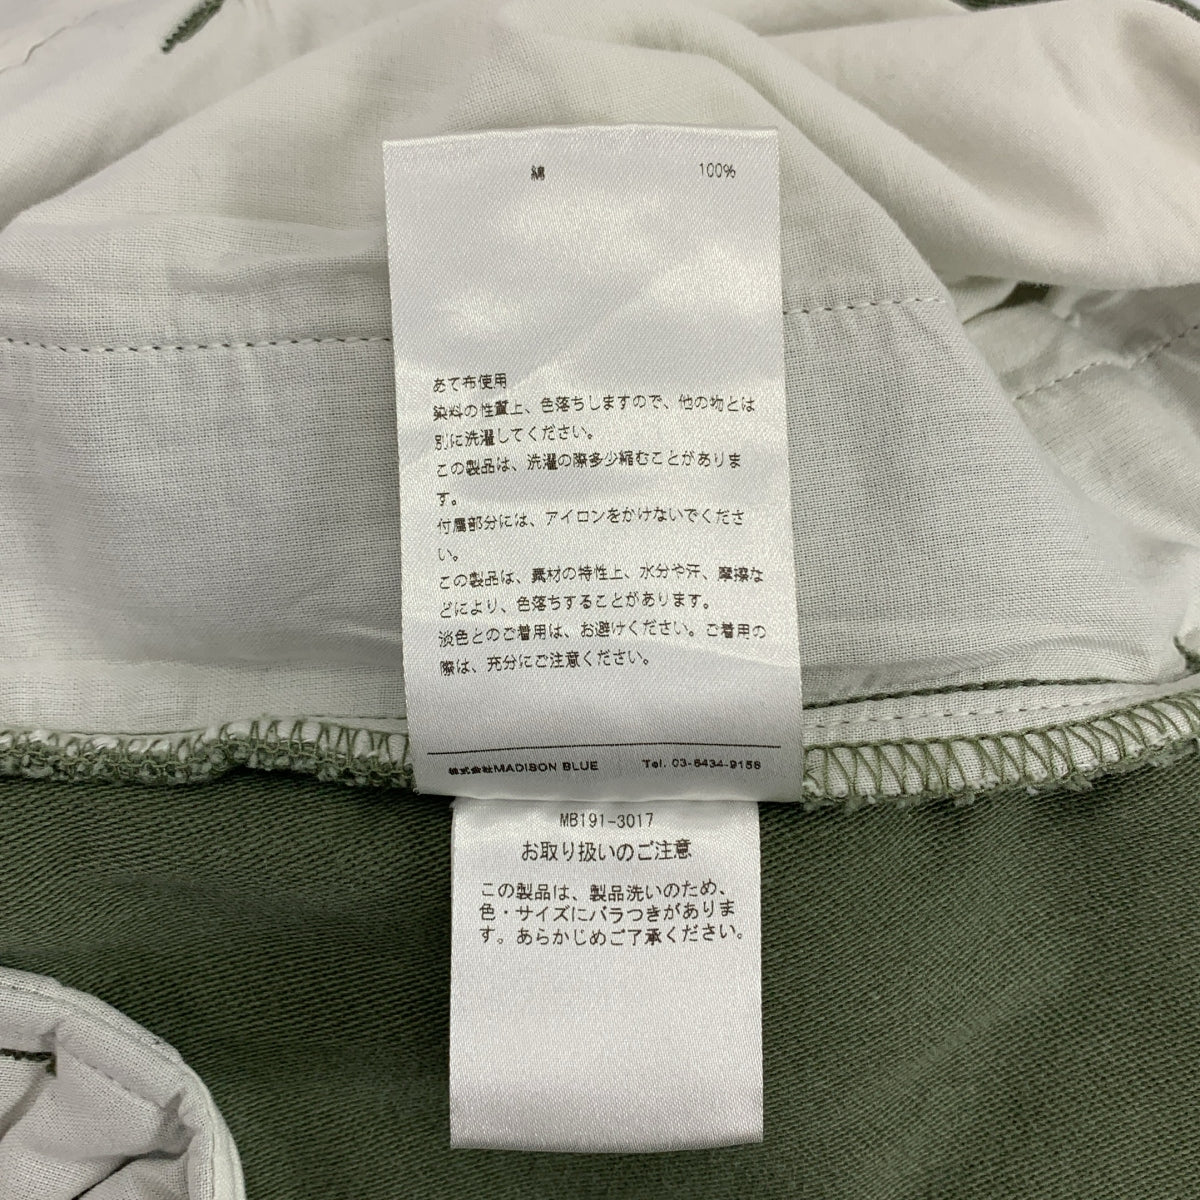 綿 100%
あて布使用
染料の性質上、色落ちしますので、他の物とは
別に洗濯してください。
この製品は、洗濯の際多少縮むことがありま
す。
付属部分には、アイロンをかけないでくださ
い。
この製品は、素材の特性上、水分や汗、摩擦な
どにより、色落ちすることがあります。
淡色とのご着用は、お避けください。ご着用の
際は、充分にご注意ください。
株式会社MADISON BLUE Tel. 03-6434-9158
MB191-3017
お取り扱いのご注意
この製品は、製品洗いのため、
色・サイズにバラつきがありま
す。あらかじめご了承ください。